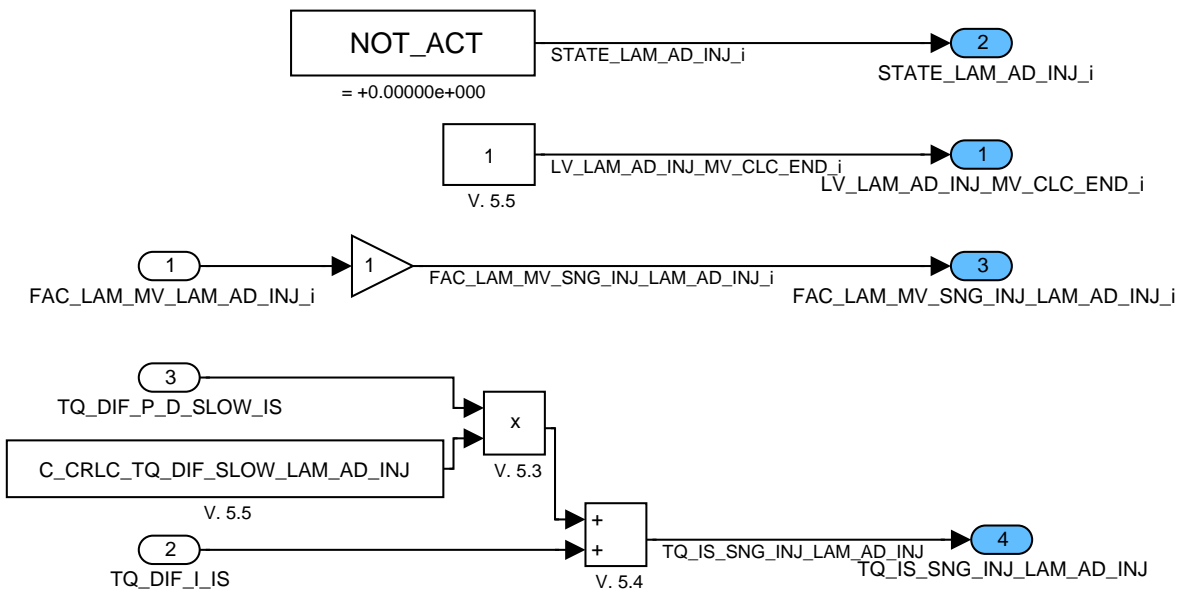 NOT_ACT
STATE_LAM_AD_INJ_i
2
STATE_LAM_AD_INJ_i
= +0.00000e+000
1
LV_LAM_AD_INJ_MV_CLC_END_i
1
LV_LAM_AD_INJ_MV_CLC_END_i
V. 5.5
1
FAC_LAM_MV_LAM_AD_INJ_i
1
FAC_LAM_MV_SNG_INJ_LAM_AD_INJ_i
3
FAC_LAM_MV_SNG_INJ_LAM_AD_INJ_i
3
TQ_DIF_P_D_SLOW_IS
x
V. 5.3
C_CRLC_TQ_DIF_SLOW_LAM_AD_INJ
V. 5.5
2
TQ_DIF_I_IS
+
+
V. 5.4
TQ_IS_SNG_INJ_LAM_AD_INJ
4
TQ_IS_SNG_INJ_LAM_AD_INJ